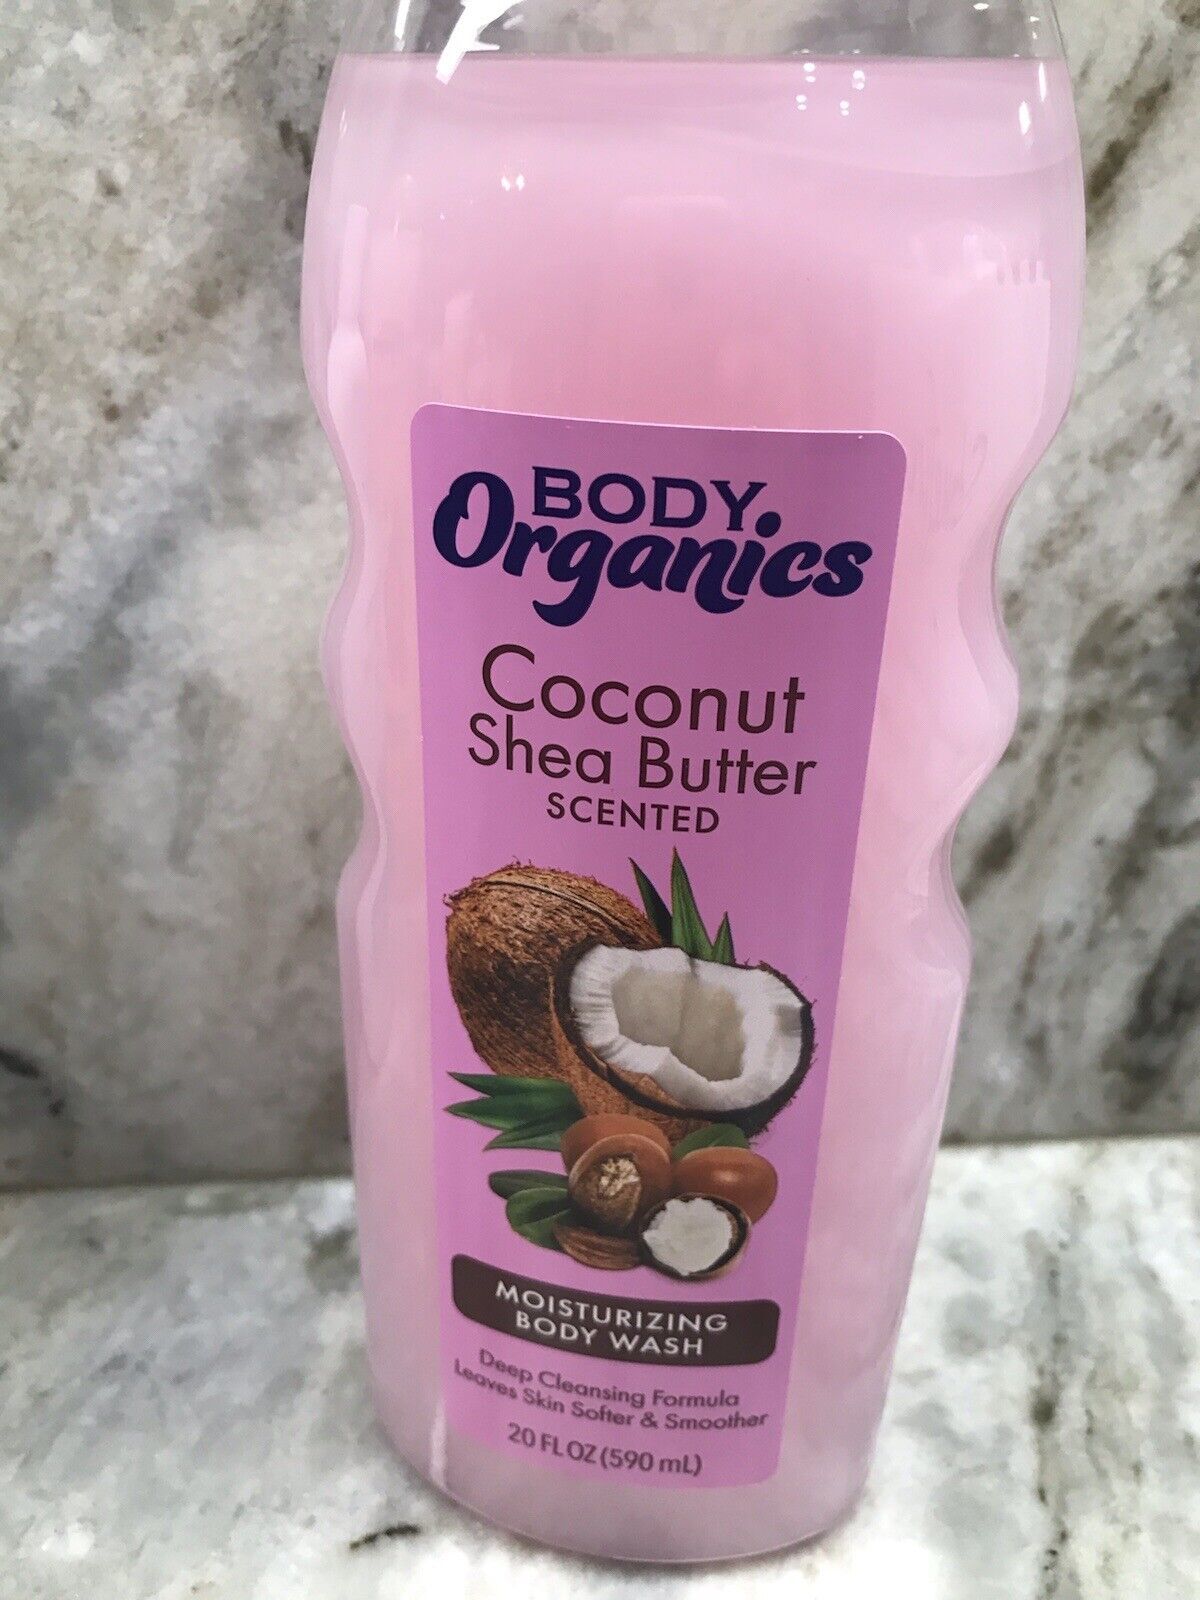 BODY
Organics
Coconut
Shea Butter
SCENTED
MOISTURIZING
BODY WASH
Deep Cleansing Formula
Leaves Skin Softer & Smoother
20 FL OZ (590 mL)